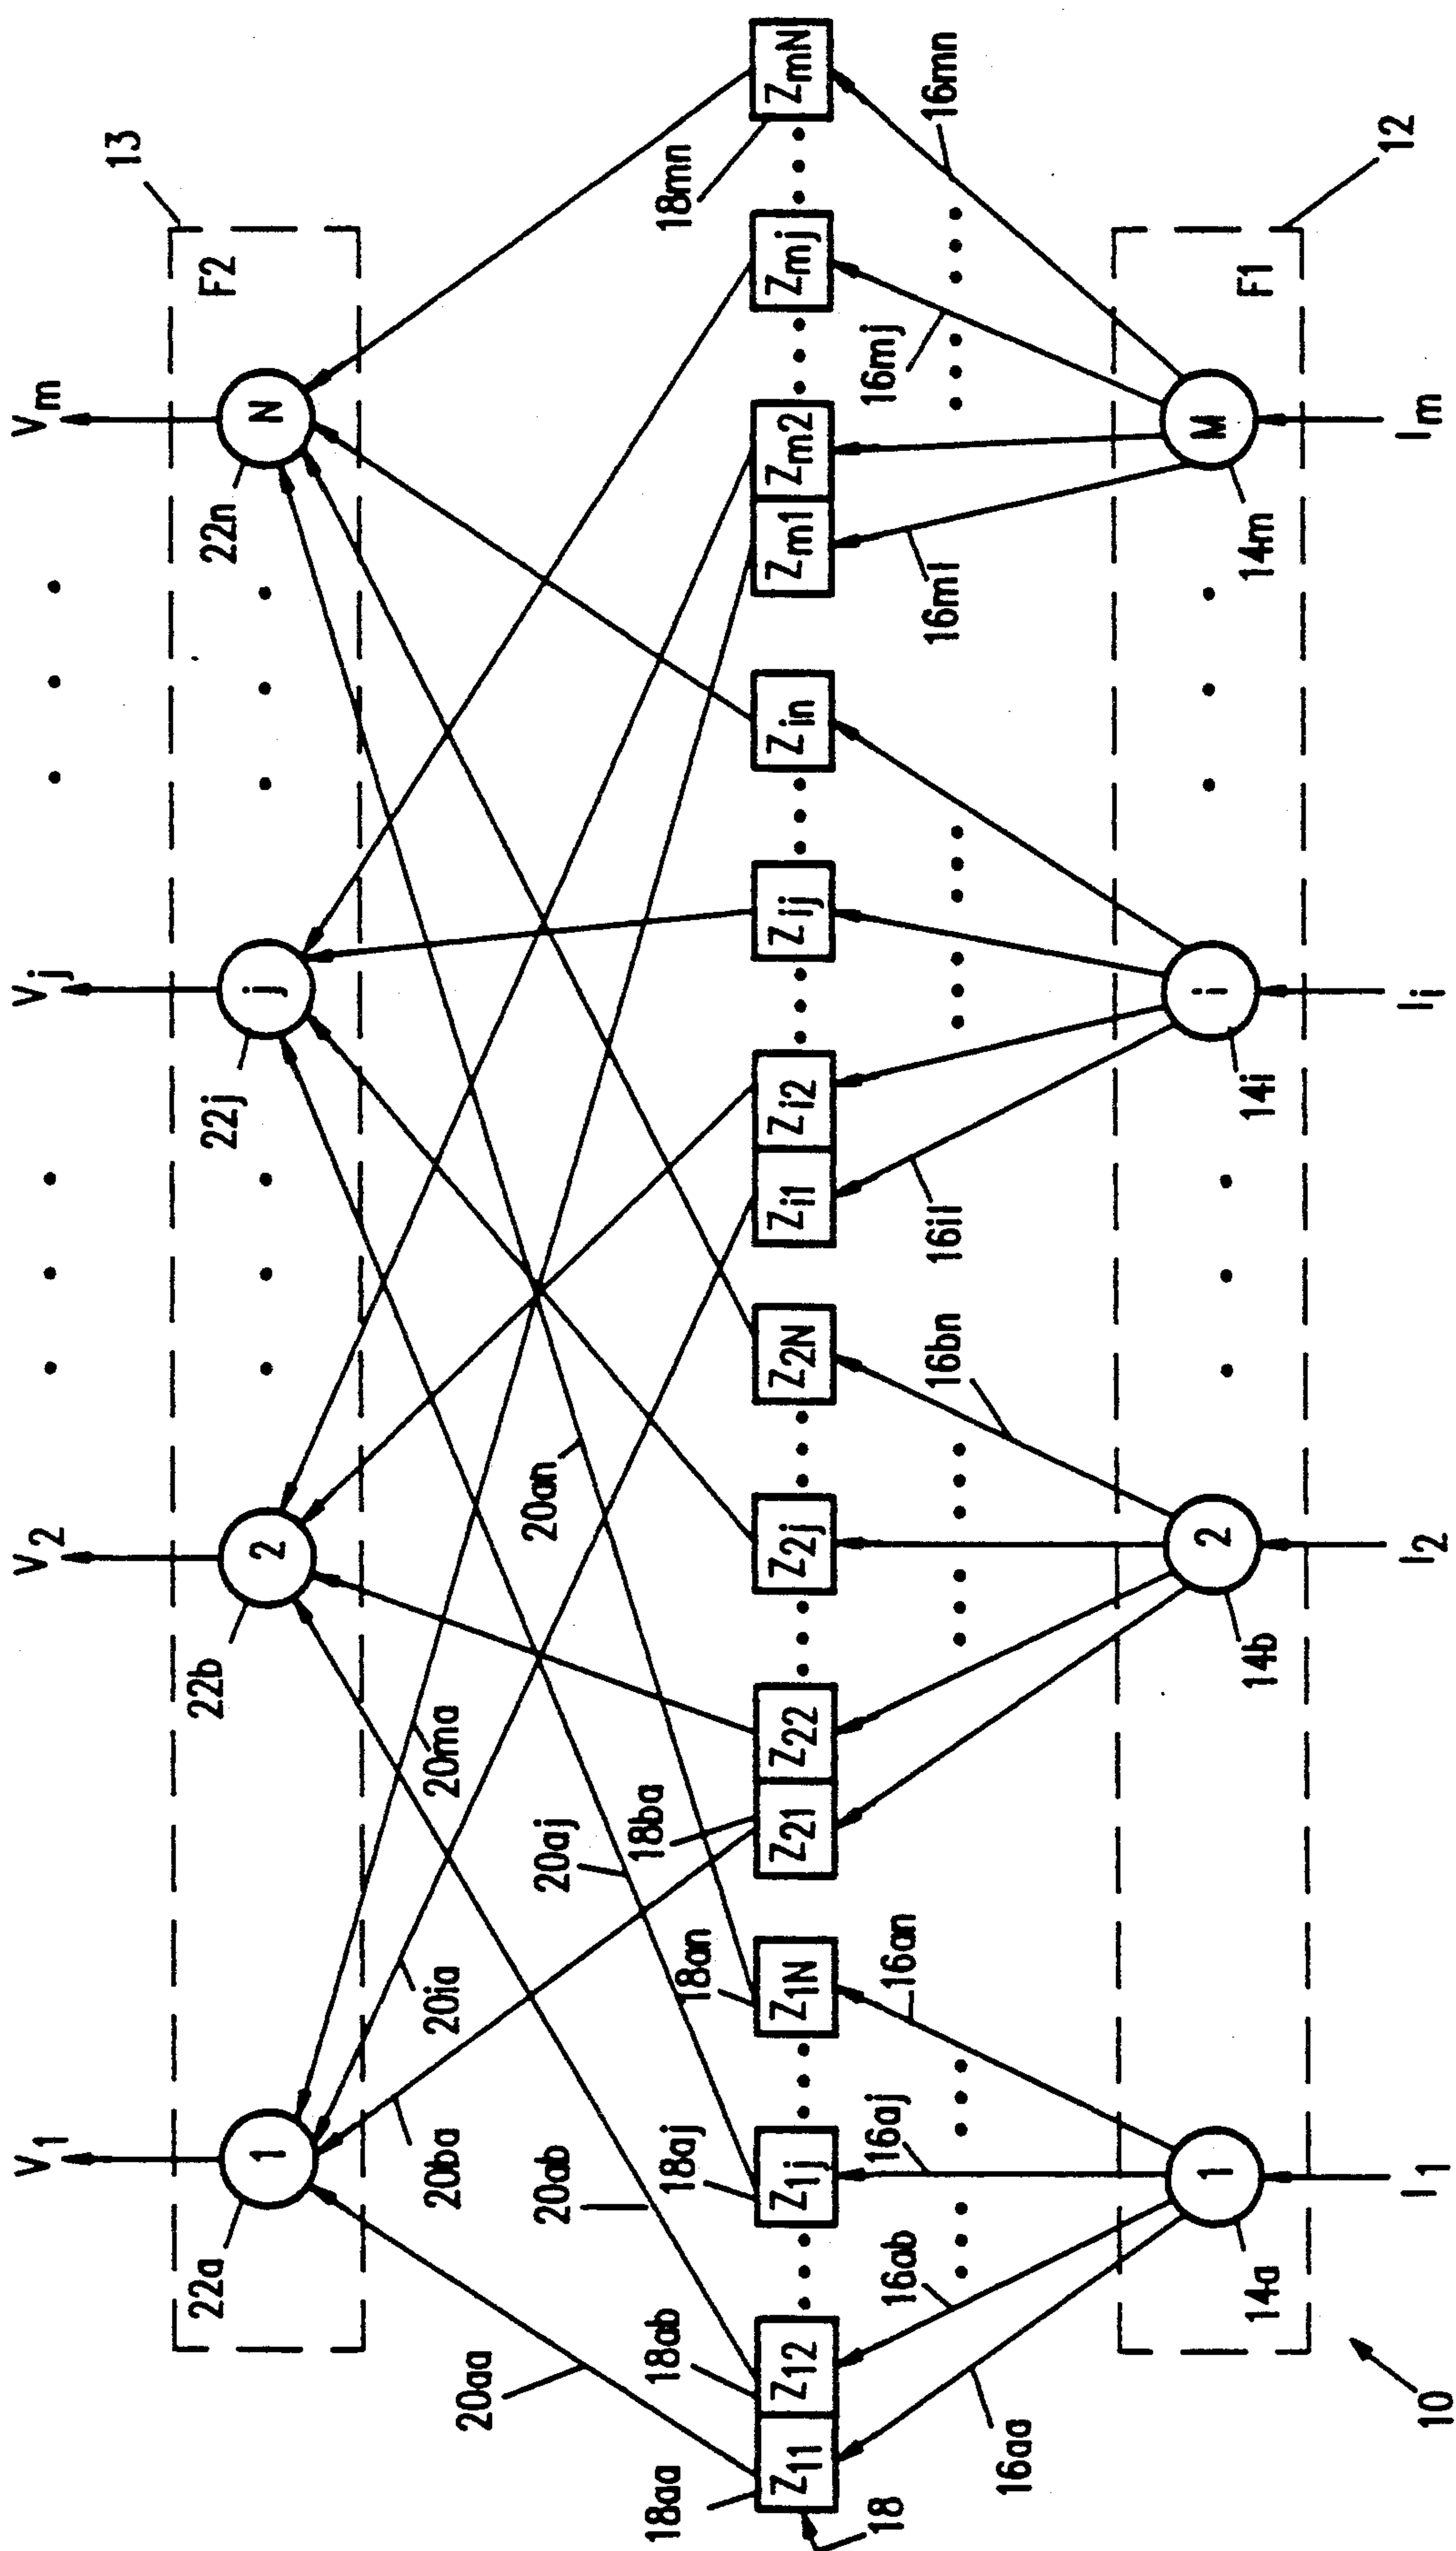 V1 V2 Vj Vm
13
F2
1 2 j N
22a 22b 22j 22n
20aa 20ba 20ia 20ma
20ab 20aj 20an
18aa 18ab 18aj 18an 18ba 18mn
Z11 Z12 Z1j Z1N Z21 Z22 Z2j Z2N Zi1 Zi2 Zij Zin Zm1 Zm2 Zmj ZmN
18
16aa 16ab 16aj 16an 16bn 16il 16ml 16mj 16mn
12
F1
1 2 i M
14a 14b 14i 14m
I1 I2 Ii Im
10